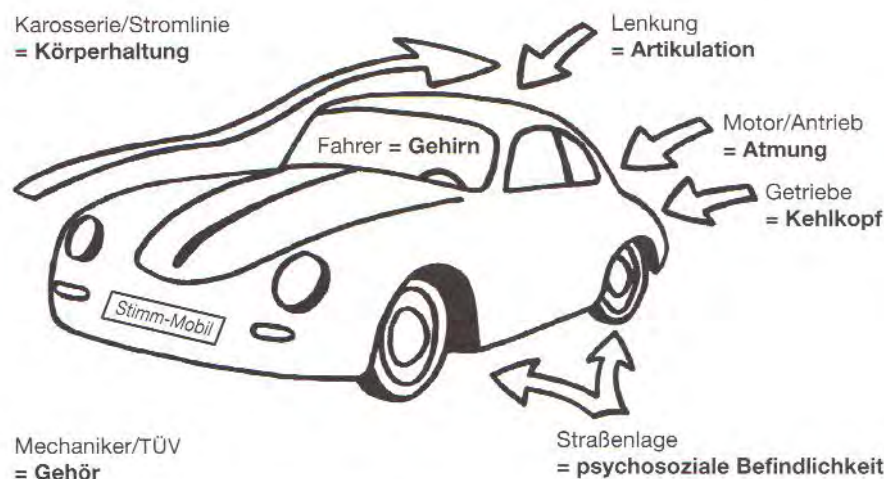 Karosserie/Stromlinie
= Körperhaltung
Lenkung
= Artikulation
Fahrer = Gehirn
Motor/Antrieb
= Atmung
Getriebe
= Kehlkopf
Stimm-Mobil
Mechaniker/TÜV
= Gehör
Straßenlage
= psychosoziale Befindlichkeit